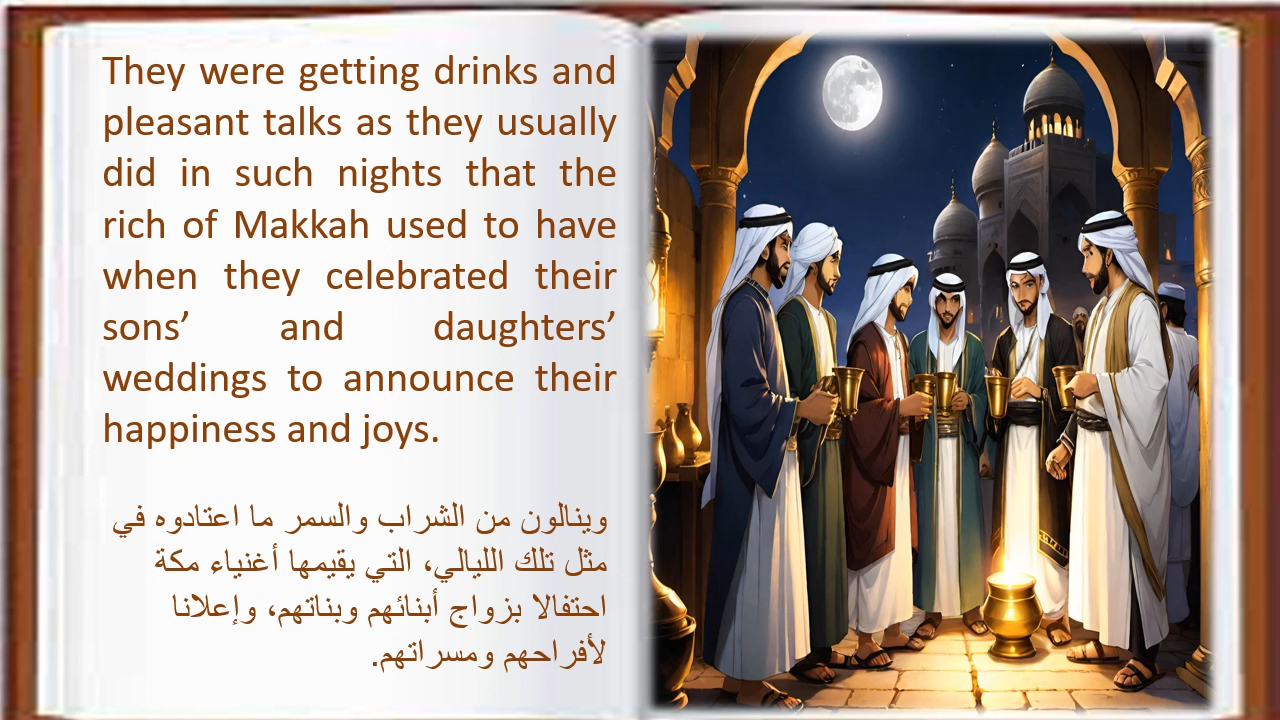 They were getting drinks and
pleasant talks as they usually
did in such nights that the
rich of Makkah used to have
when they celebrated their
sons’ and daughters’
weddings to announce their
happiness and joys.
وينالون من الشراب والسمر ما اعتادوه في
مثل تلك الليالي، التي يقيمها أغنياء مكة
احتفالا بزواج أبنائهم وبناتهم، وإعلانا
لأفراحهم ومسراتهم.